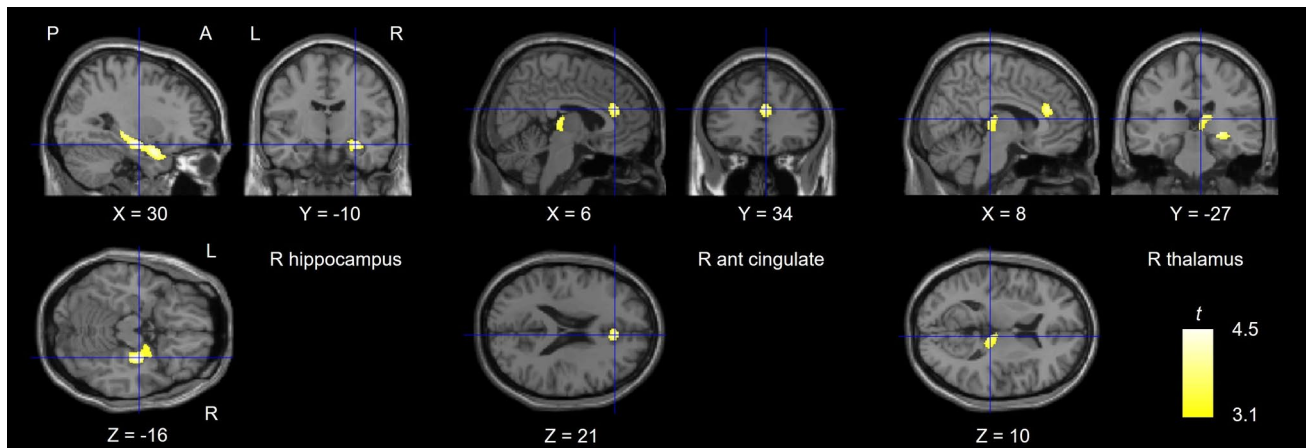 P A L R
X = 30 Y = -10 X = 6 Y = 34 X = 8 Y = -27
L
R hippocampus R ant cingulate R thalamus
t
4.5
R
3.1
Z = -16 Z = 21 Z = 10